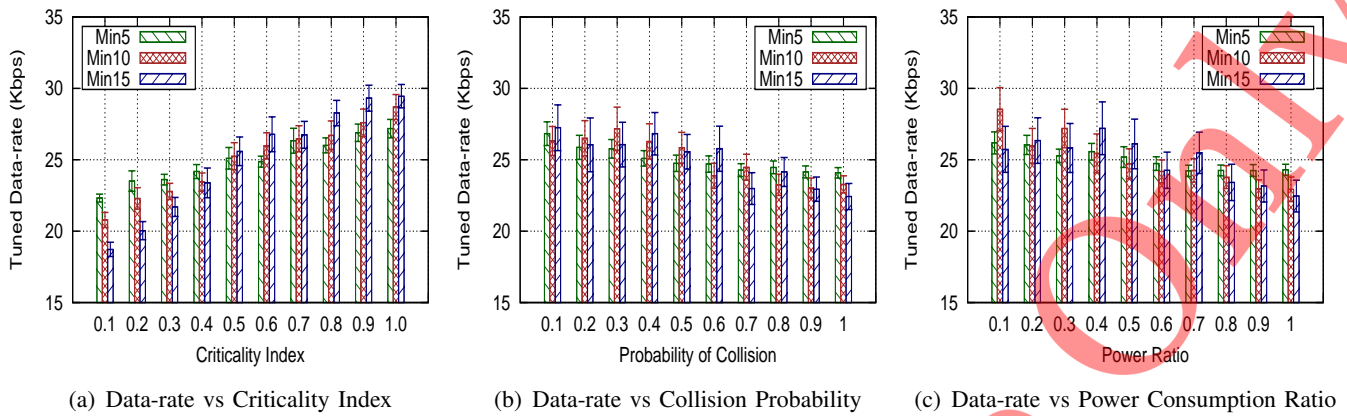 Min5
Min10
Min15
35
30
25
20
15
Tuned Data-rate (Kbps)
0.1 0.2 0.3 0.4 0.5 0.6 0.7 0.8 0.9 1.0
Criticality Index
(a) Data-rate vs Criticality Index
Min5
Min10
Min15
35
30
25
20
15
Tuned Data-rate (Kbps)
0.1 0.2 0.3 0.4 0.5 0.6 0.7 0.8 0.9 1
Probability of Collision
(b) Data-rate vs Collision Probability
Min5
Min10
Min15
35
30
25
20
15
Tuned Data-rate (Kbps)
0.1 0.2 0.3 0.4 0.5 0.6 0.7 0.8 0.9 1
Power Ratio
(c) Data-rate vs Power Consumption Ratio